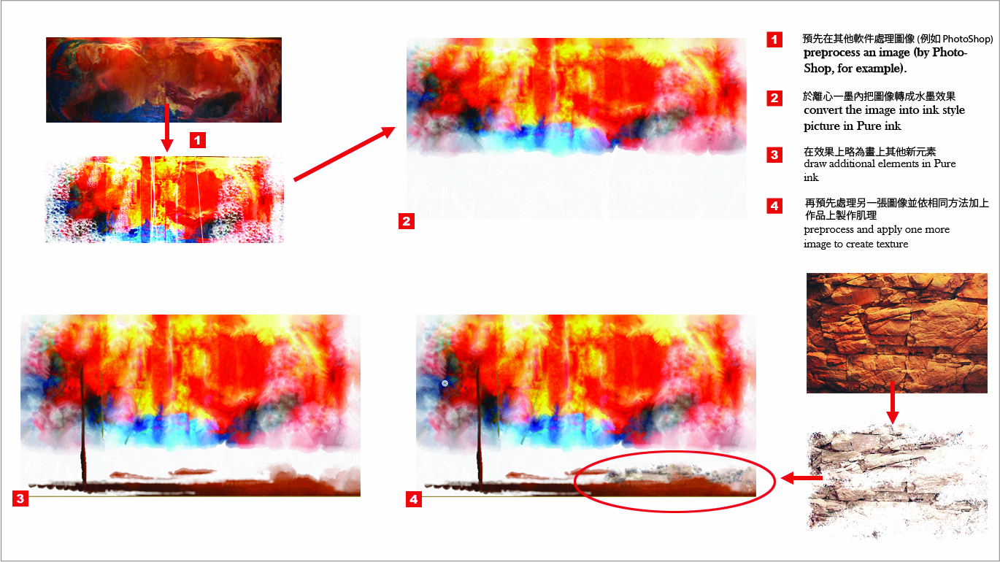 1
預先在其他軟件處理圖像 (例如 PhotoShop)
preprocess an image (by Photo-
Shop, for example).
2
於離心一墨內把圖像轉成水墨效果
convert the image into ink style
picture in Pure ink
3
在效果上略為畫上其他新元素
draw additional elements in Pure
ink
4
再預先處理另一張圖像並依相同方法加上
作品上製作肌理
preprocess and apply one more
image to create texture
1
2
3
4